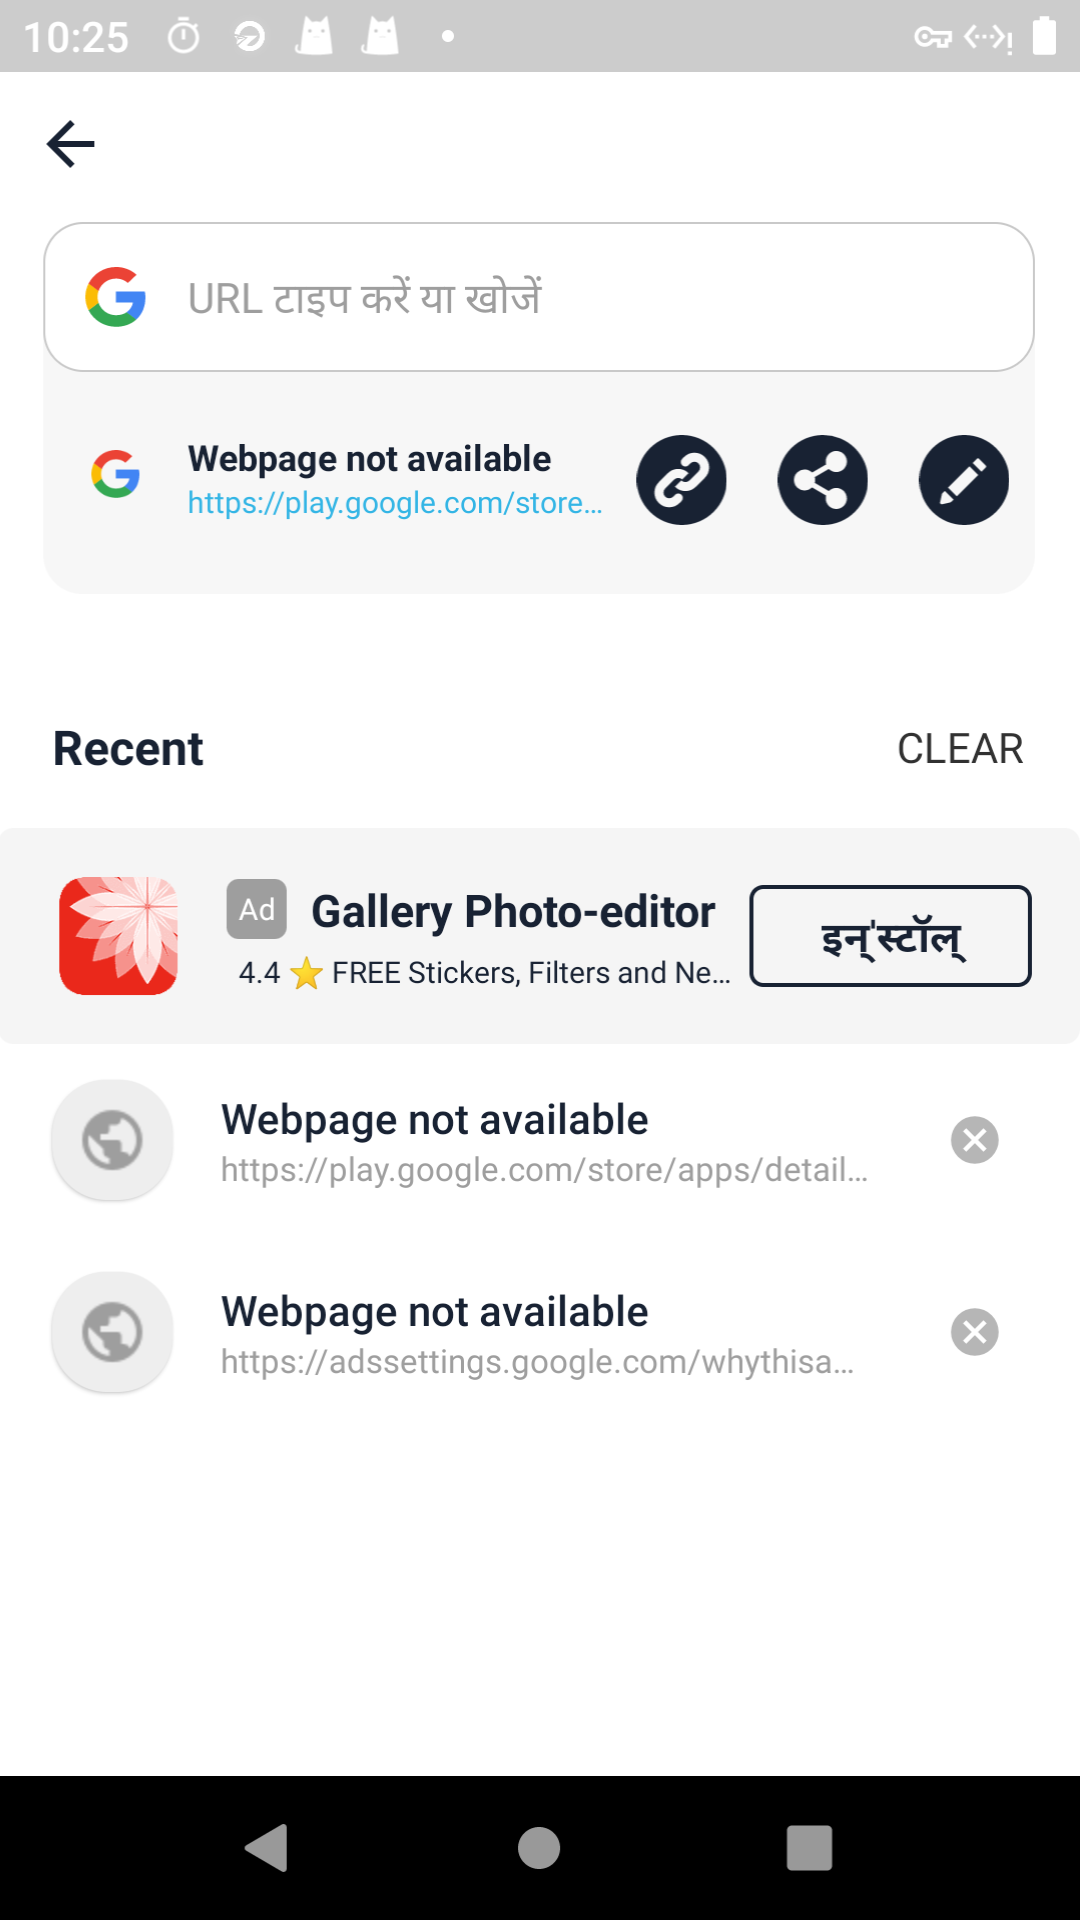 10:25
URL टाइप करें या खोजें
Webpage not available
https://play.google.com/store...
Recent
CLEAR
Ad Gallery Photo-editor
4.4 ⭐ FREE Stickers, Filters and Ne...
इन्'स्टॉल्
Webpage not available
https://play.google.com/store/apps/detail...
Webpage not available
https://adssettings.google.com/whythisa...